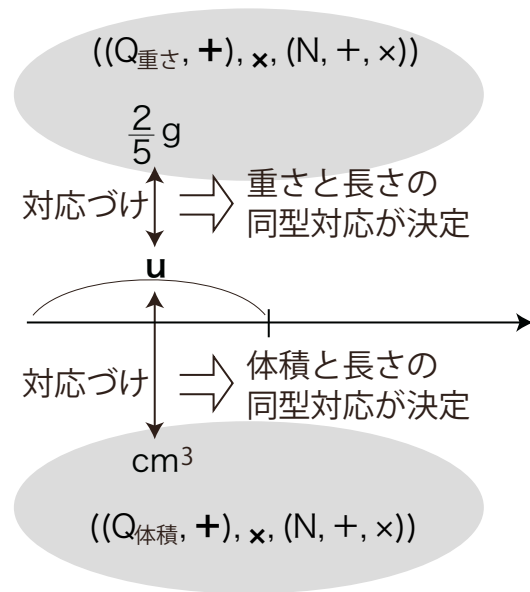 ((Q重さ, +), ×, (N, +, ×))
2/5 g
対応づけ
重さと長さの
同型対応が決定
u
対応づけ
体積と長さの
同型対応が決定
cm³
((Q体積, +), ×, (N, +, ×))